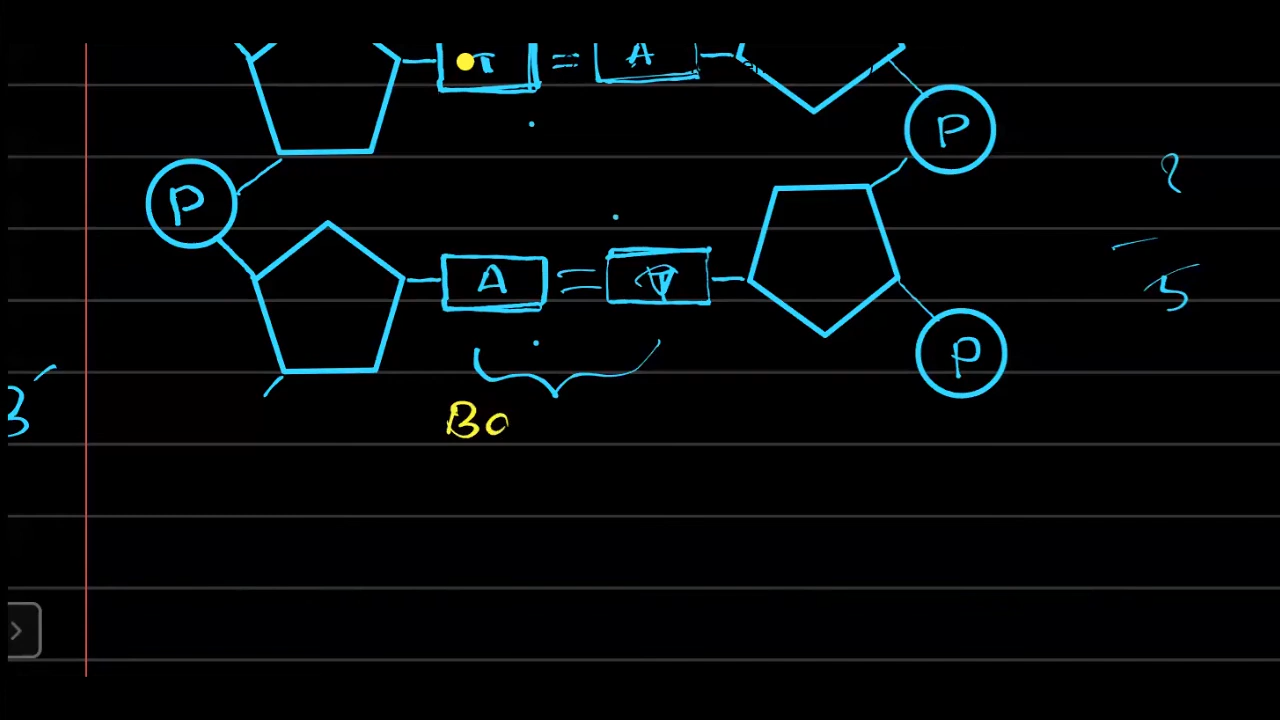 T = A
P
P
A = T
P
3'
5'
Bo